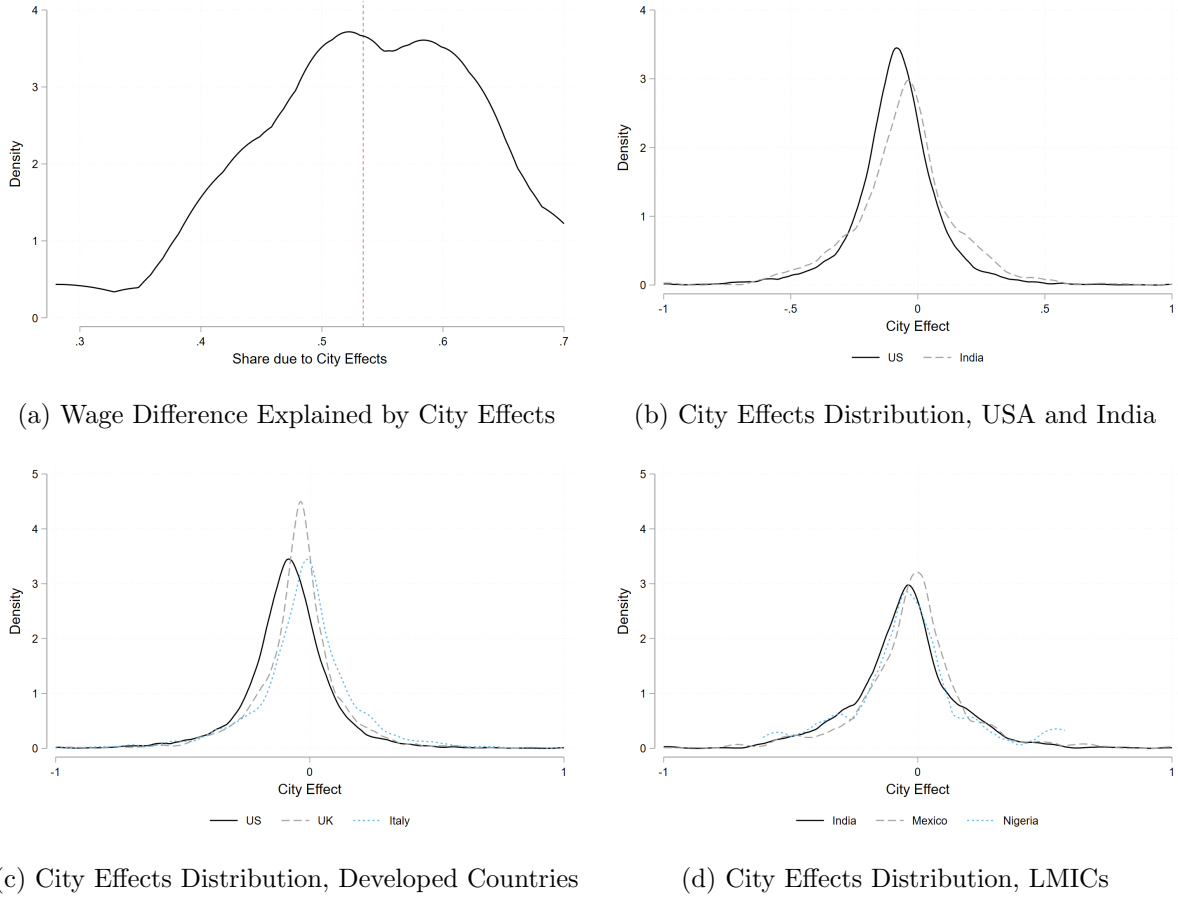 4
3
2
1
0
Density
.3 .4 .5 .6 .7
Share due to City Effects
(a) Wage Difference Explained by City Effects
4
3
2
1
0
Density
-1 -.5 0 .5 1
City Effect
US India
(b) City Effects Distribution, USA and India
5
4
3
2
1
0
Density
-1 0 1
City Effect
US UK Italy
c) City Effects Distribution, Developed Countries
5
4
3
2
1
0
Density
-1 0 1
City Effect
India Mexico Nigeria
(d) City Effects Distribution, LMICs